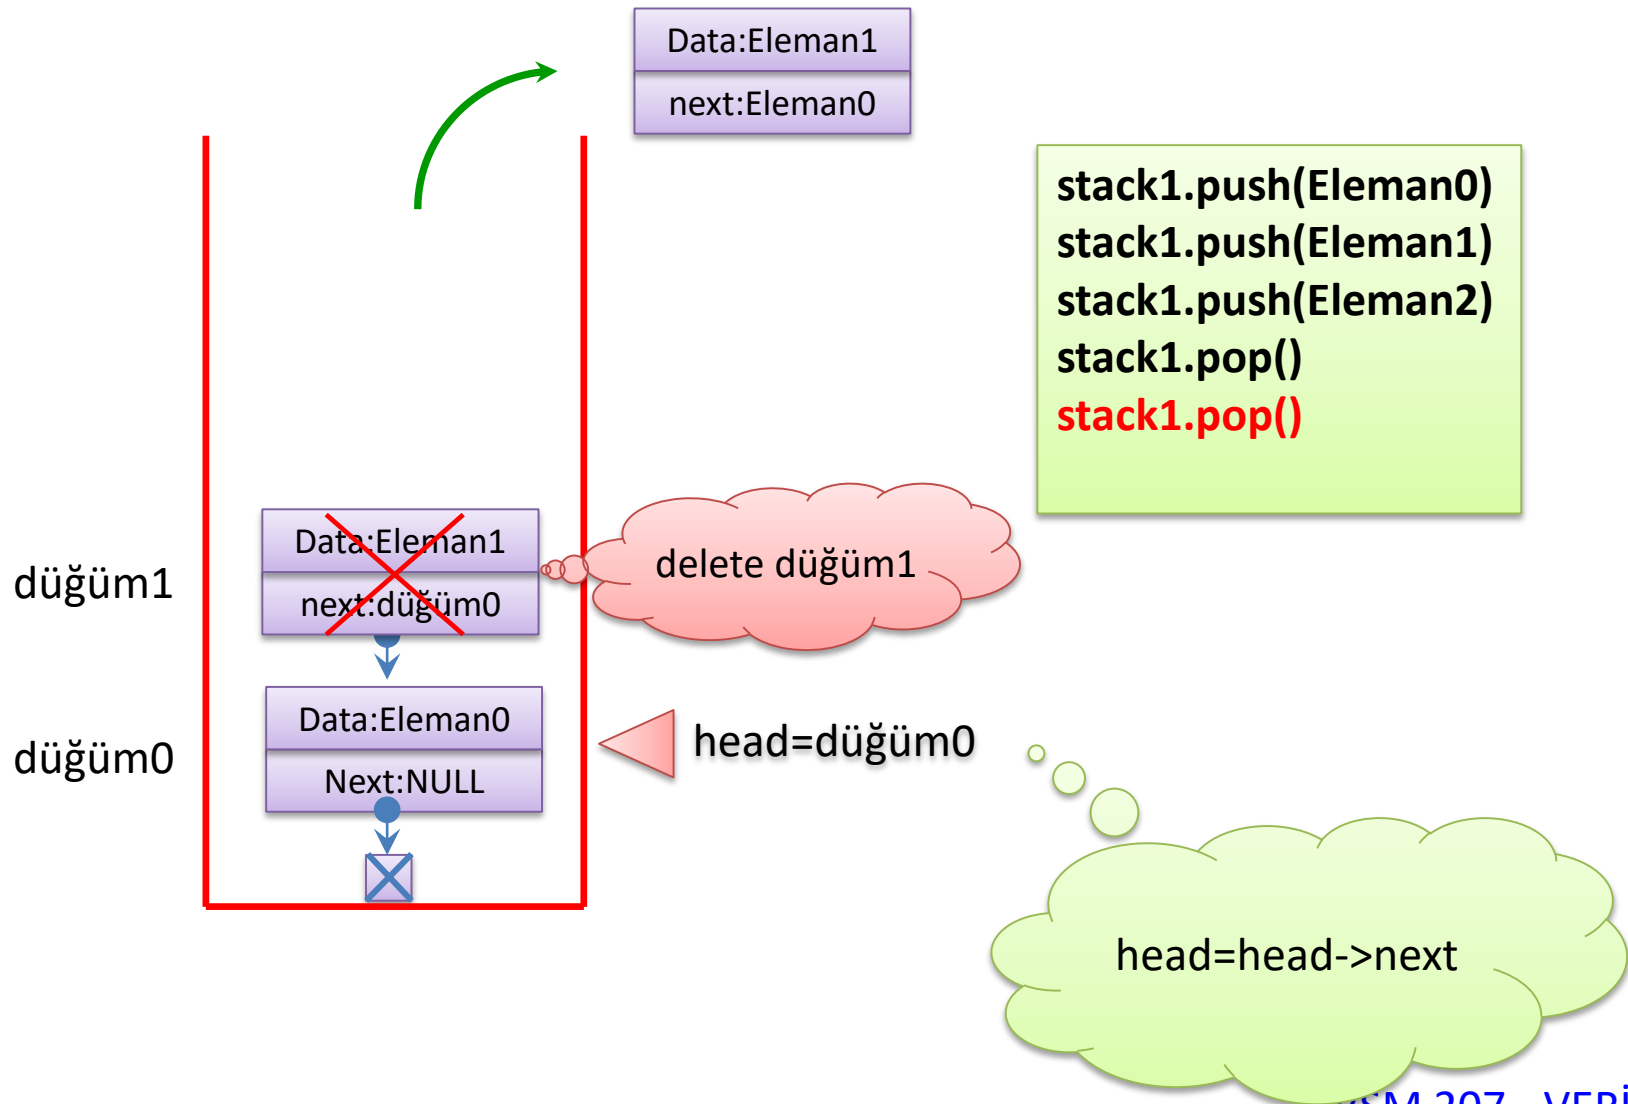 Data:Eleman1
next:Eleman0
stack1.push(Eleman0)
stack1.push(Eleman1)
stack1.push(Eleman2)
stack1.pop()
stack1.pop()
düğüm1
Data:Eleman1
next:düğüm0
delete düğüm1
düğüm0
Data:Eleman0
Next:NULL
head=düğüm0
head=head->next
207